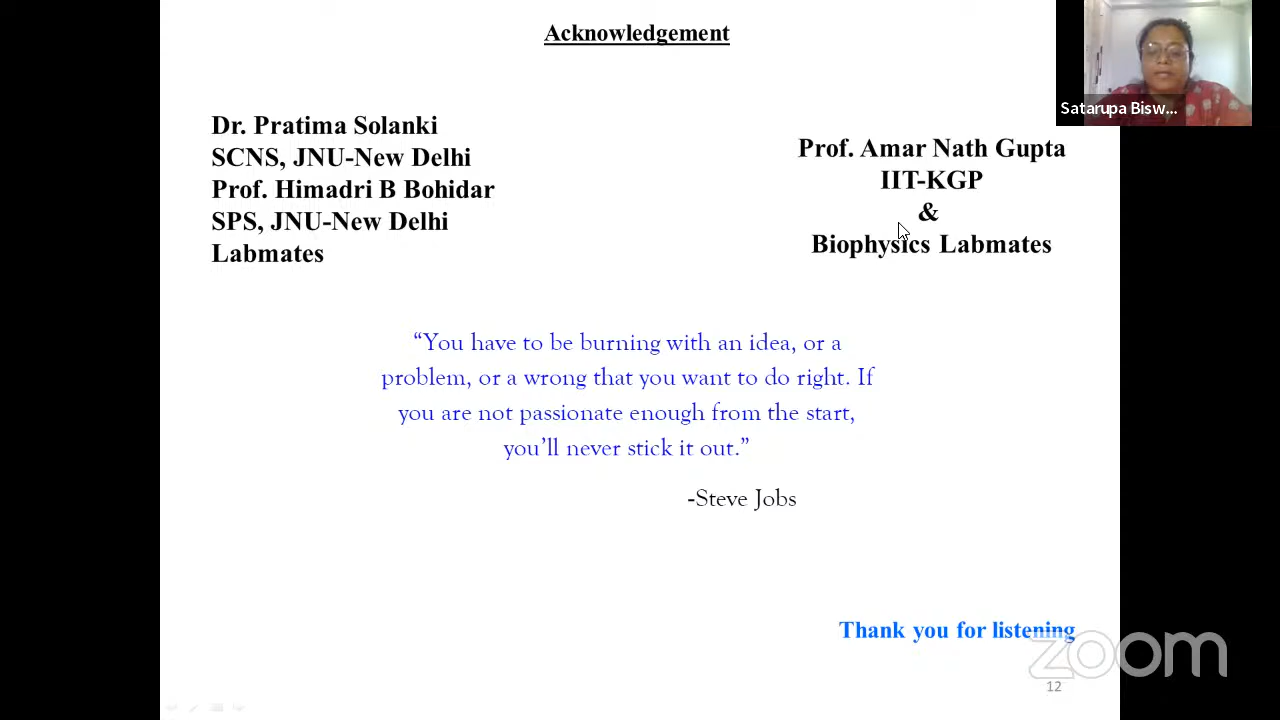 Acknowledgement
Satarupa Bisw...
Dr. Pratima Solanki
SCNS, JNU-New Delhi
Prof. Himadri B Bohidar
SPS, JNU-New Delhi
Labmates
Prof. Amar Nath Gupta
IIT-KGP
&
Biophysics Labmates
“You have to be burning with an idea, or a
problem, or a wrong that you want to do right. If
you are not passionate enough from the start,
you’ll never stick it out.”
-Steve Jobs
Thank you for listening
zoom
12